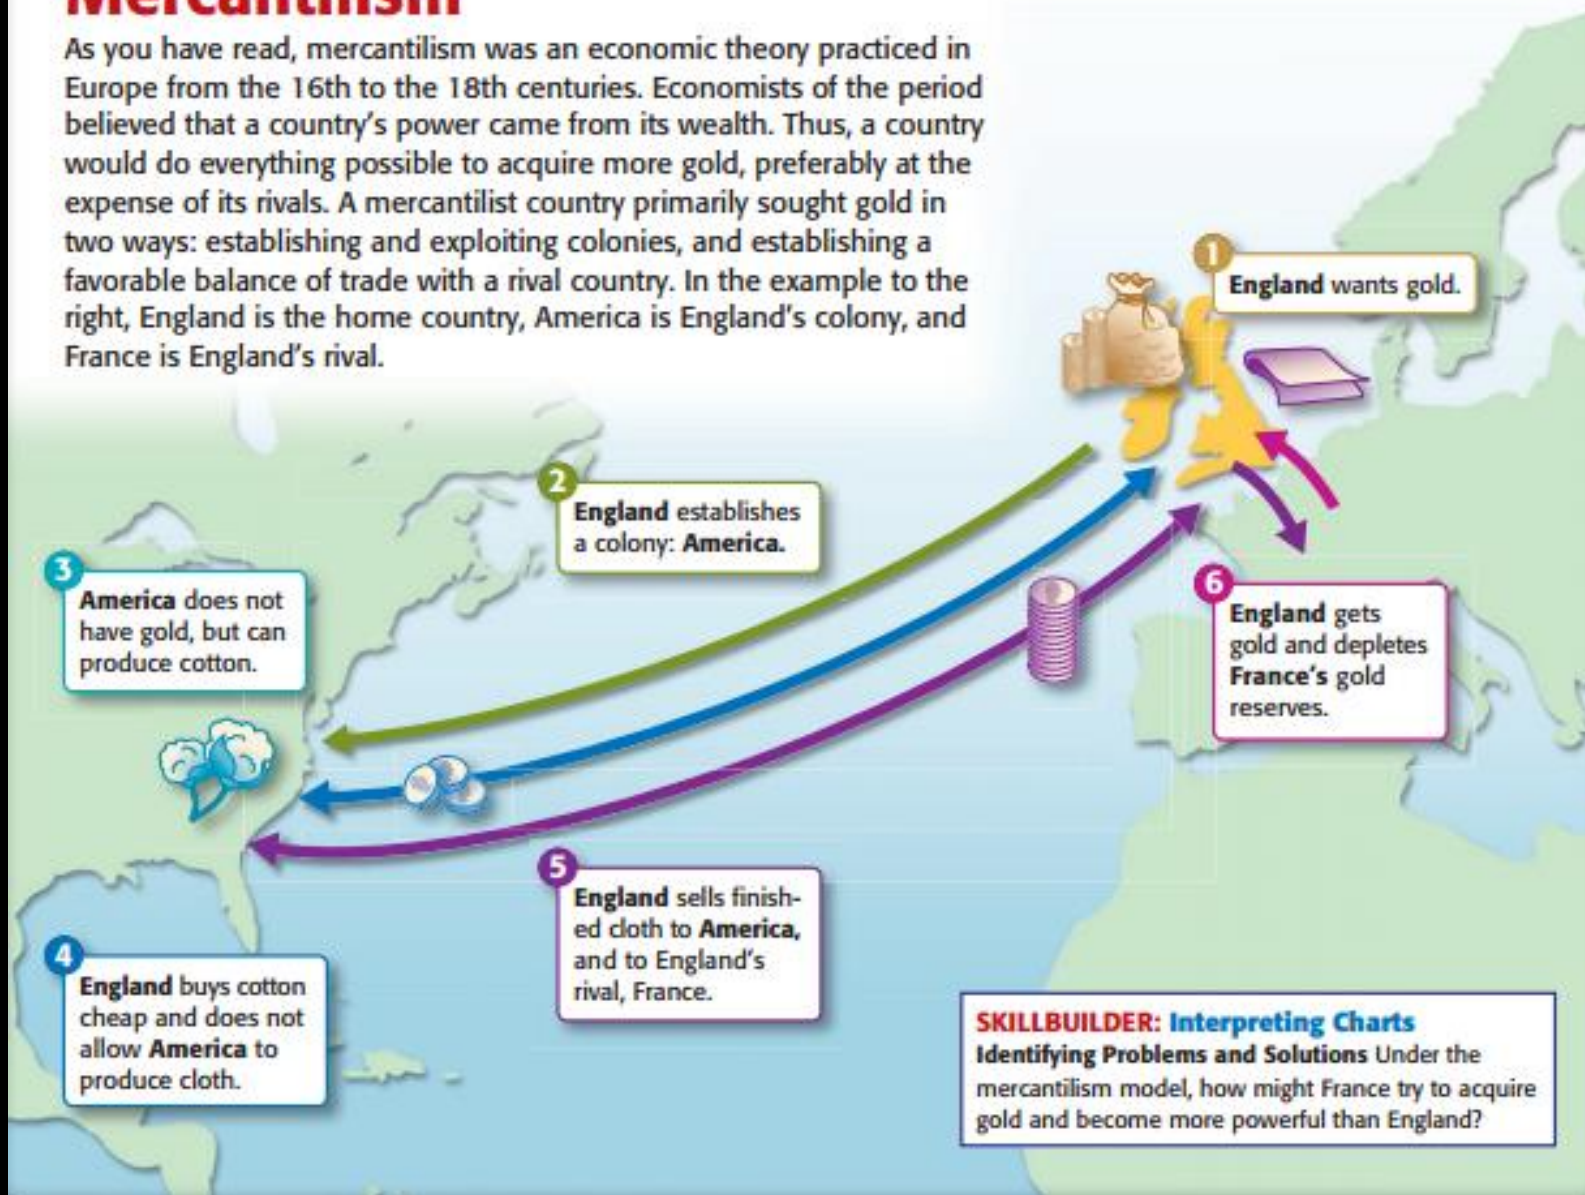 Mercantilism
As you have read, mercantilism was an economic theory practiced in
Europe from the 16th to the 18th centuries. Economists of the period
believed that a country's power came from its wealth. Thus, a country
would do everything possible to acquire more gold, preferably at the
expense of its rivals. A mercantilist country primarily sought gold in
two ways: establishing and exploiting colonies, and establishing a
favorable balance of trade with a rival country. In the example to the
right, England is the home country, America is England's colony, and
France is England's rival.
1
England wants gold.
2
England establishes
a colony: America.
3
America does not
have gold, but can
produce cotton.
4
England buys cotton
cheap and does not
allow America to
produce cloth.
5
England sells finish-
ed cloth to America,
and to England's
rival, France.
6
England gets
gold and depletes
France's gold
reserves.
SKILLBUILDER: Interpreting Charts
Identifying Problems and Solutions Under the
mercantilism model, how might France try to acquire
gold and become more powerful than England?